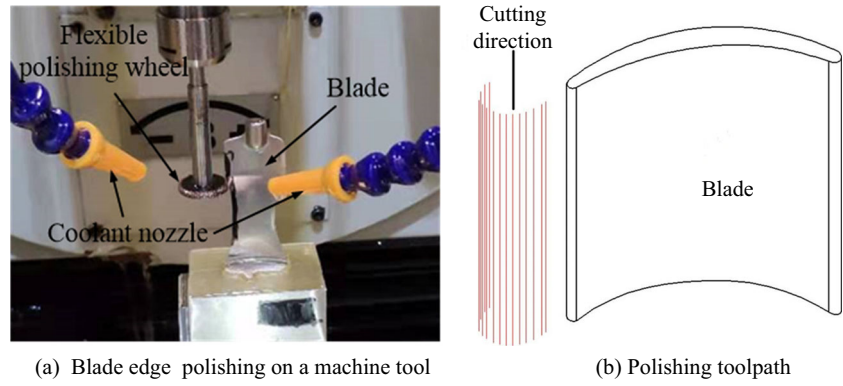 Flexible
polishing wheel
Blade
Coolant nozzle
(a) Blade edge polishing on a machine tool
Cutting
direction
Blade
(b) Polishing toolpath